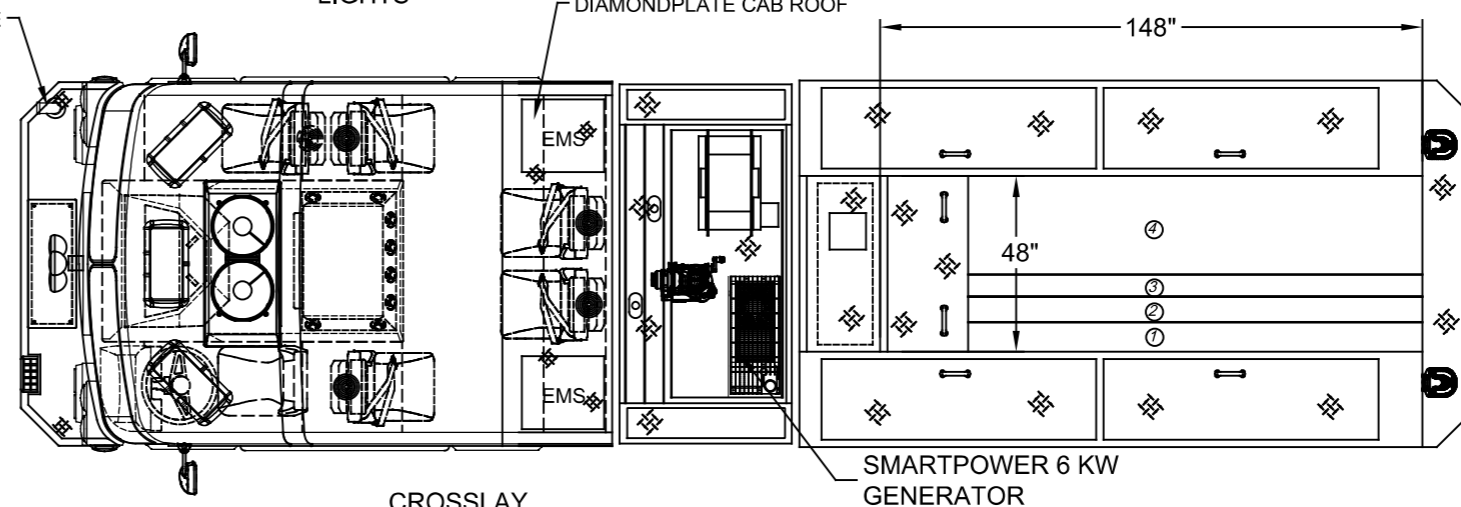 LIGHTS
DIAMONDPLATE CAB ROOF
148"
EMS
48"
4
3
2
1
EMS
SMARTPOWER 6 KW
GENERATOR
CROSSLAY